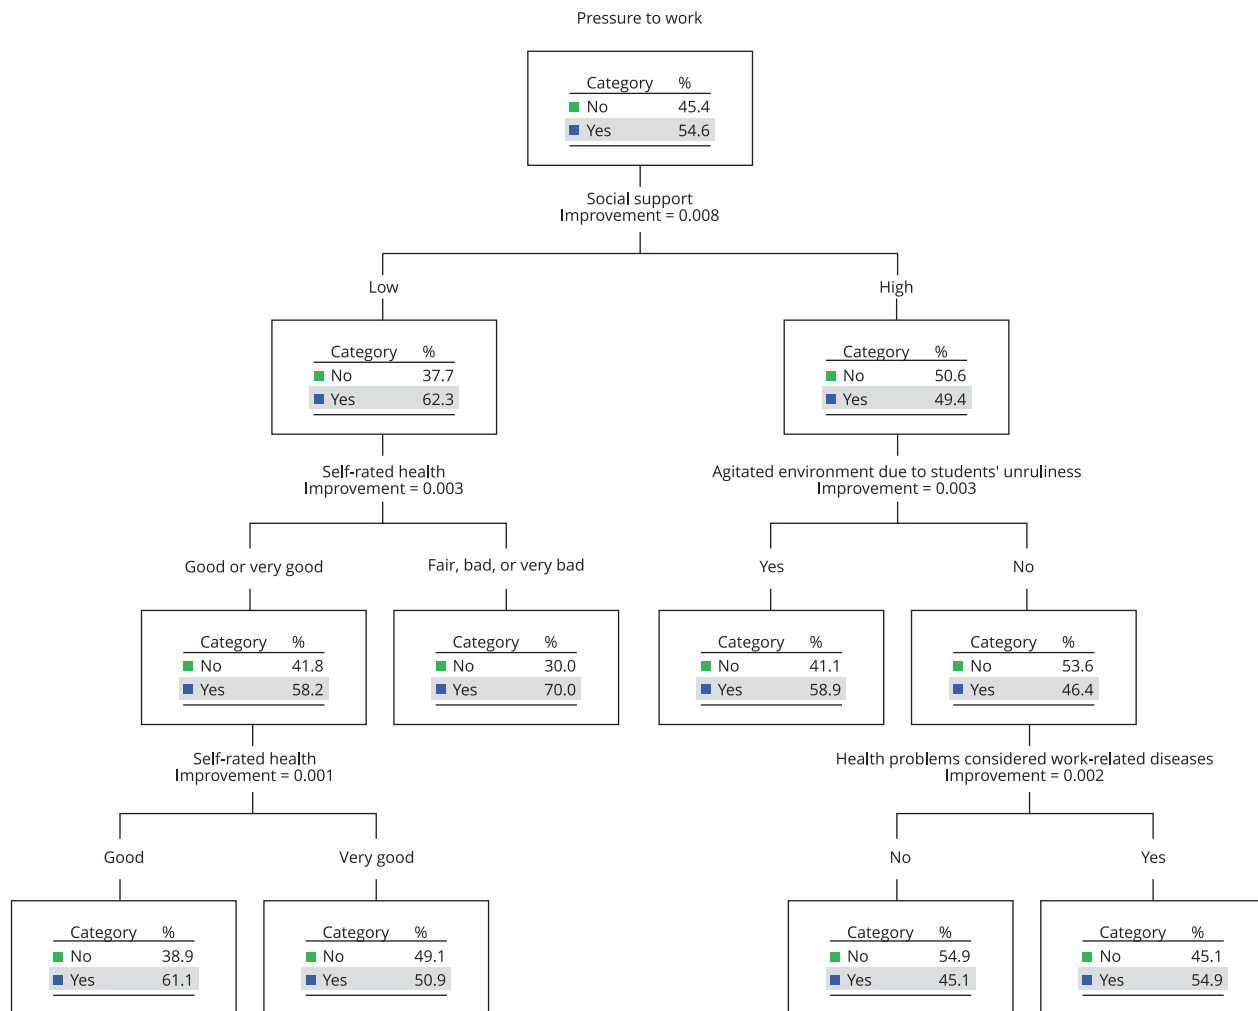 Pressure to work
Category %
No 45.4
Yes 54.6
Social support
Improvement = 0.008
Low
High
Category %
No 37.7
Yes 62.3
Category %
No 50.6
Yes 49.4
Self-rated health
Improvement = 0.003
Agitated environment due to students' unruliness
Improvement = 0.003
Good or very good
Fair, bad, or very bad
Yes
No
Category %
No 41.8
Yes 58.2
Category %
No 30.0
Yes 70.0
Category %
No 41.1
Yes 58.9
Category %
No 53.6
Yes 46.4
Self-rated health
Improvement = 0.001
Health problems considered work-related diseases
Improvement = 0.002
Good
Very good
No
Yes
Category %
No 38.9
Yes 61.1
Category %
No 49.1
Yes 50.9
Category %
No 54.9
Yes 45.1
Category %
No 45.1
Yes 54.9